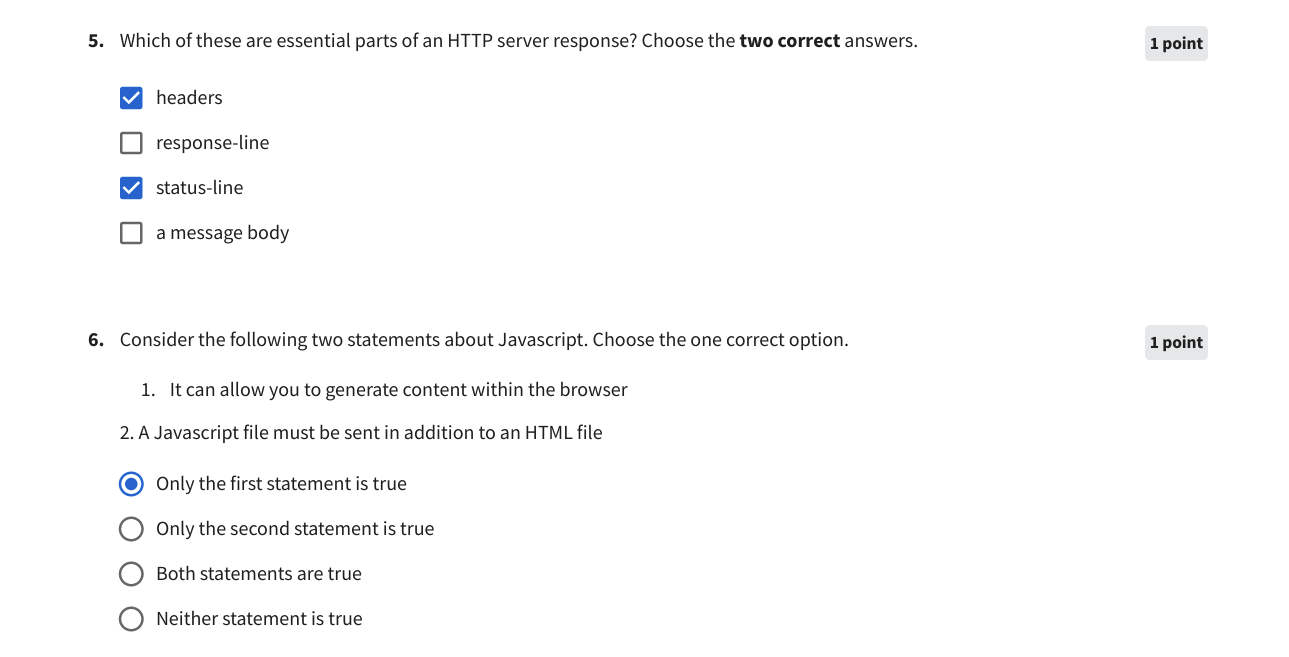 5. Which of these are essential parts of an HTTP server response? Choose the two correct answers.
1 point
headers
response-line
status-line
a message body
6. Consider the following two statements about Javascript. Choose the one correct option.
1 point
1. It can allow you to generate content within the browser
2. A Javascript file must be sent in addition to an HTML file
Only the first statement is true
Only the second statement is true
Both statements are true
Neither statement is true